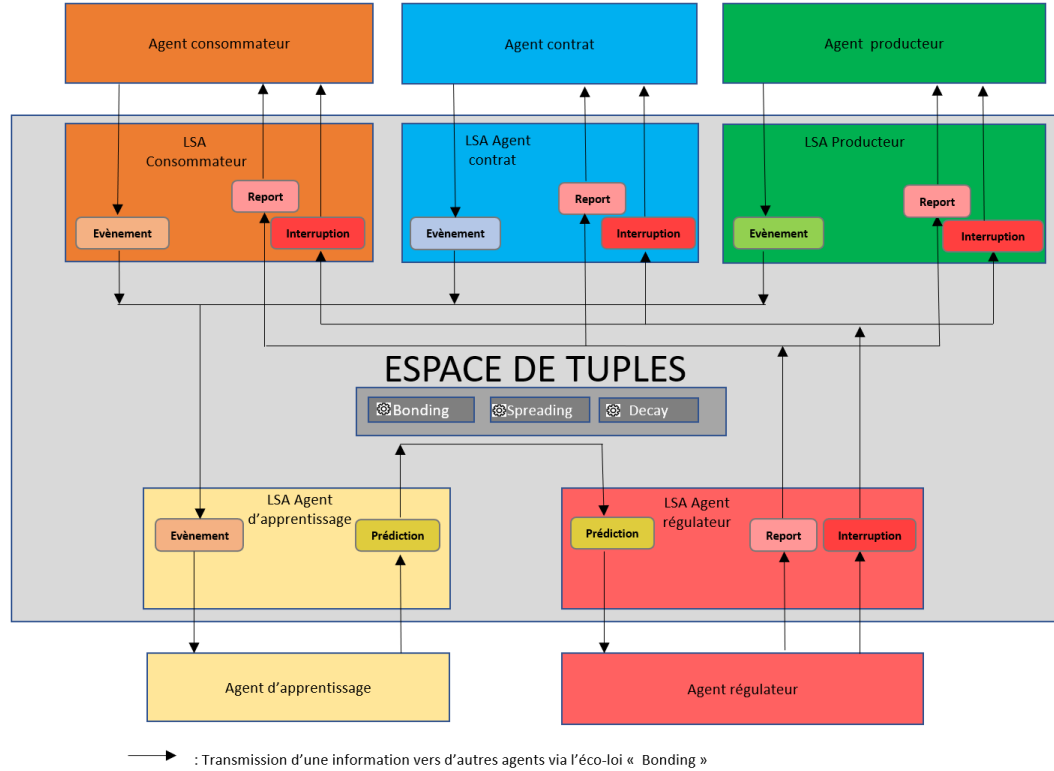 Agent consommateur
Agent contrat
Agent producteur
LSA
Consommateur
LSA Agent
contrat
LSA Producteur
Report
Report
Report
Evènement
Interruption
Evènement
Interruption
Evènement
Interruption
ESPACE DE TUPLES
Bonding
Spreading
Decay
LSA Agent
d'apprentissage
LSA Agent
régulateur
Evènement
Prédiction
Prédiction
Report
Interruption
Agent d'apprentissage
Agent régulateur
: Transmission d'une information vers d'autres agents via l'éco-loi « Bonding »